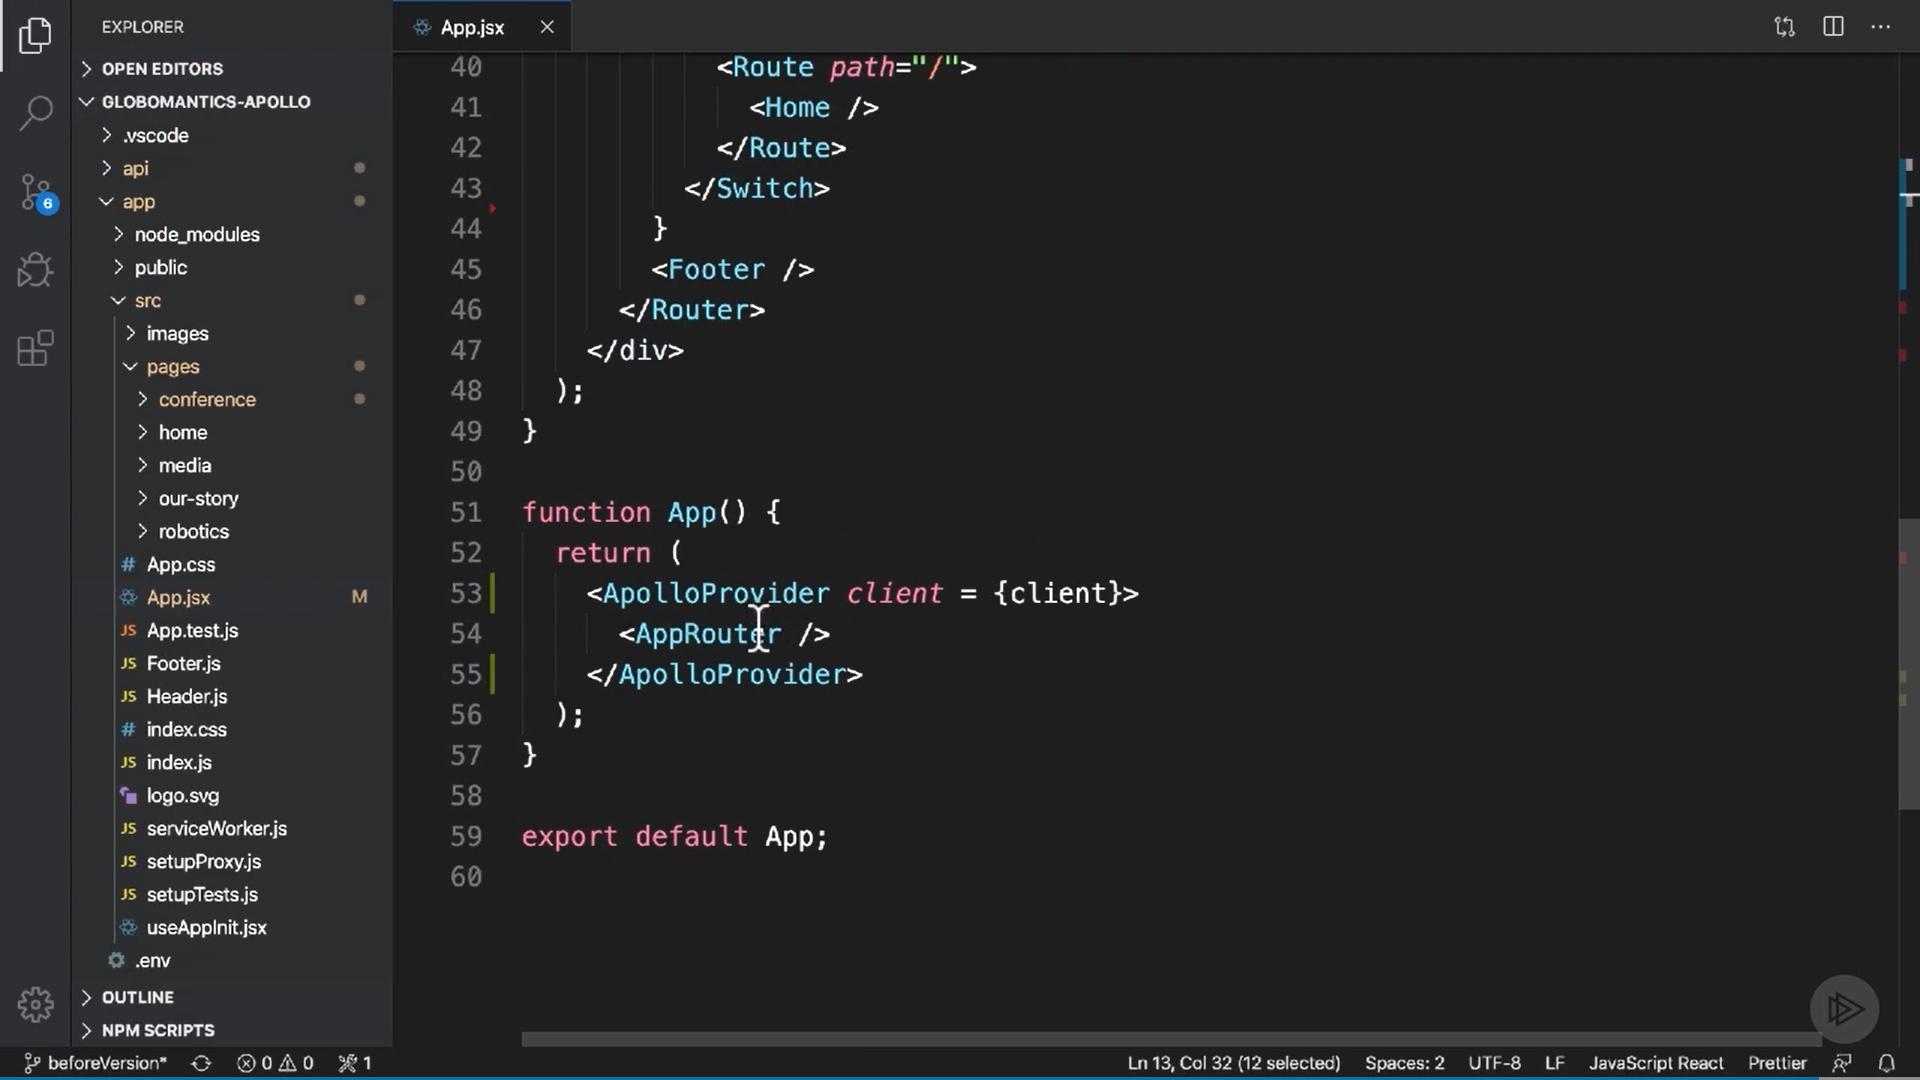 EXPLORER
OPEN EDITORS
GLOBOMANTICS-APOLLO
.vscode
api
app
node_modules
public
src
images
pages
conference
home
media
our-story
robotics
App.css
App.jsx M
App.test.js
Footer.js
Header.js
index.css
index.js
logo.svg
serviceWorker.js
setupProxy.js
setupTests.js
useAppInit.jsx
.env
OUTLINE
NPM SCRIPTS
6
App.jsx
40 <Route path="/">
41 <Home />
42 </Route>
43 </Switch>
44 }
45 <Footer />
46 </Router>
47 </div>
48 );
49 }
50
51 function App() {
52 return (
53 <ApolloProvider client = {client}>
54 <AppRouter />
55 </ApolloProvider>
56 );
57 }
58
59 export default App;
60
beforeVersion* 0 0 1 Ln 13, Col 32 (12 selected) Spaces: 2 UTF-8 LF JavaScript React Prettier